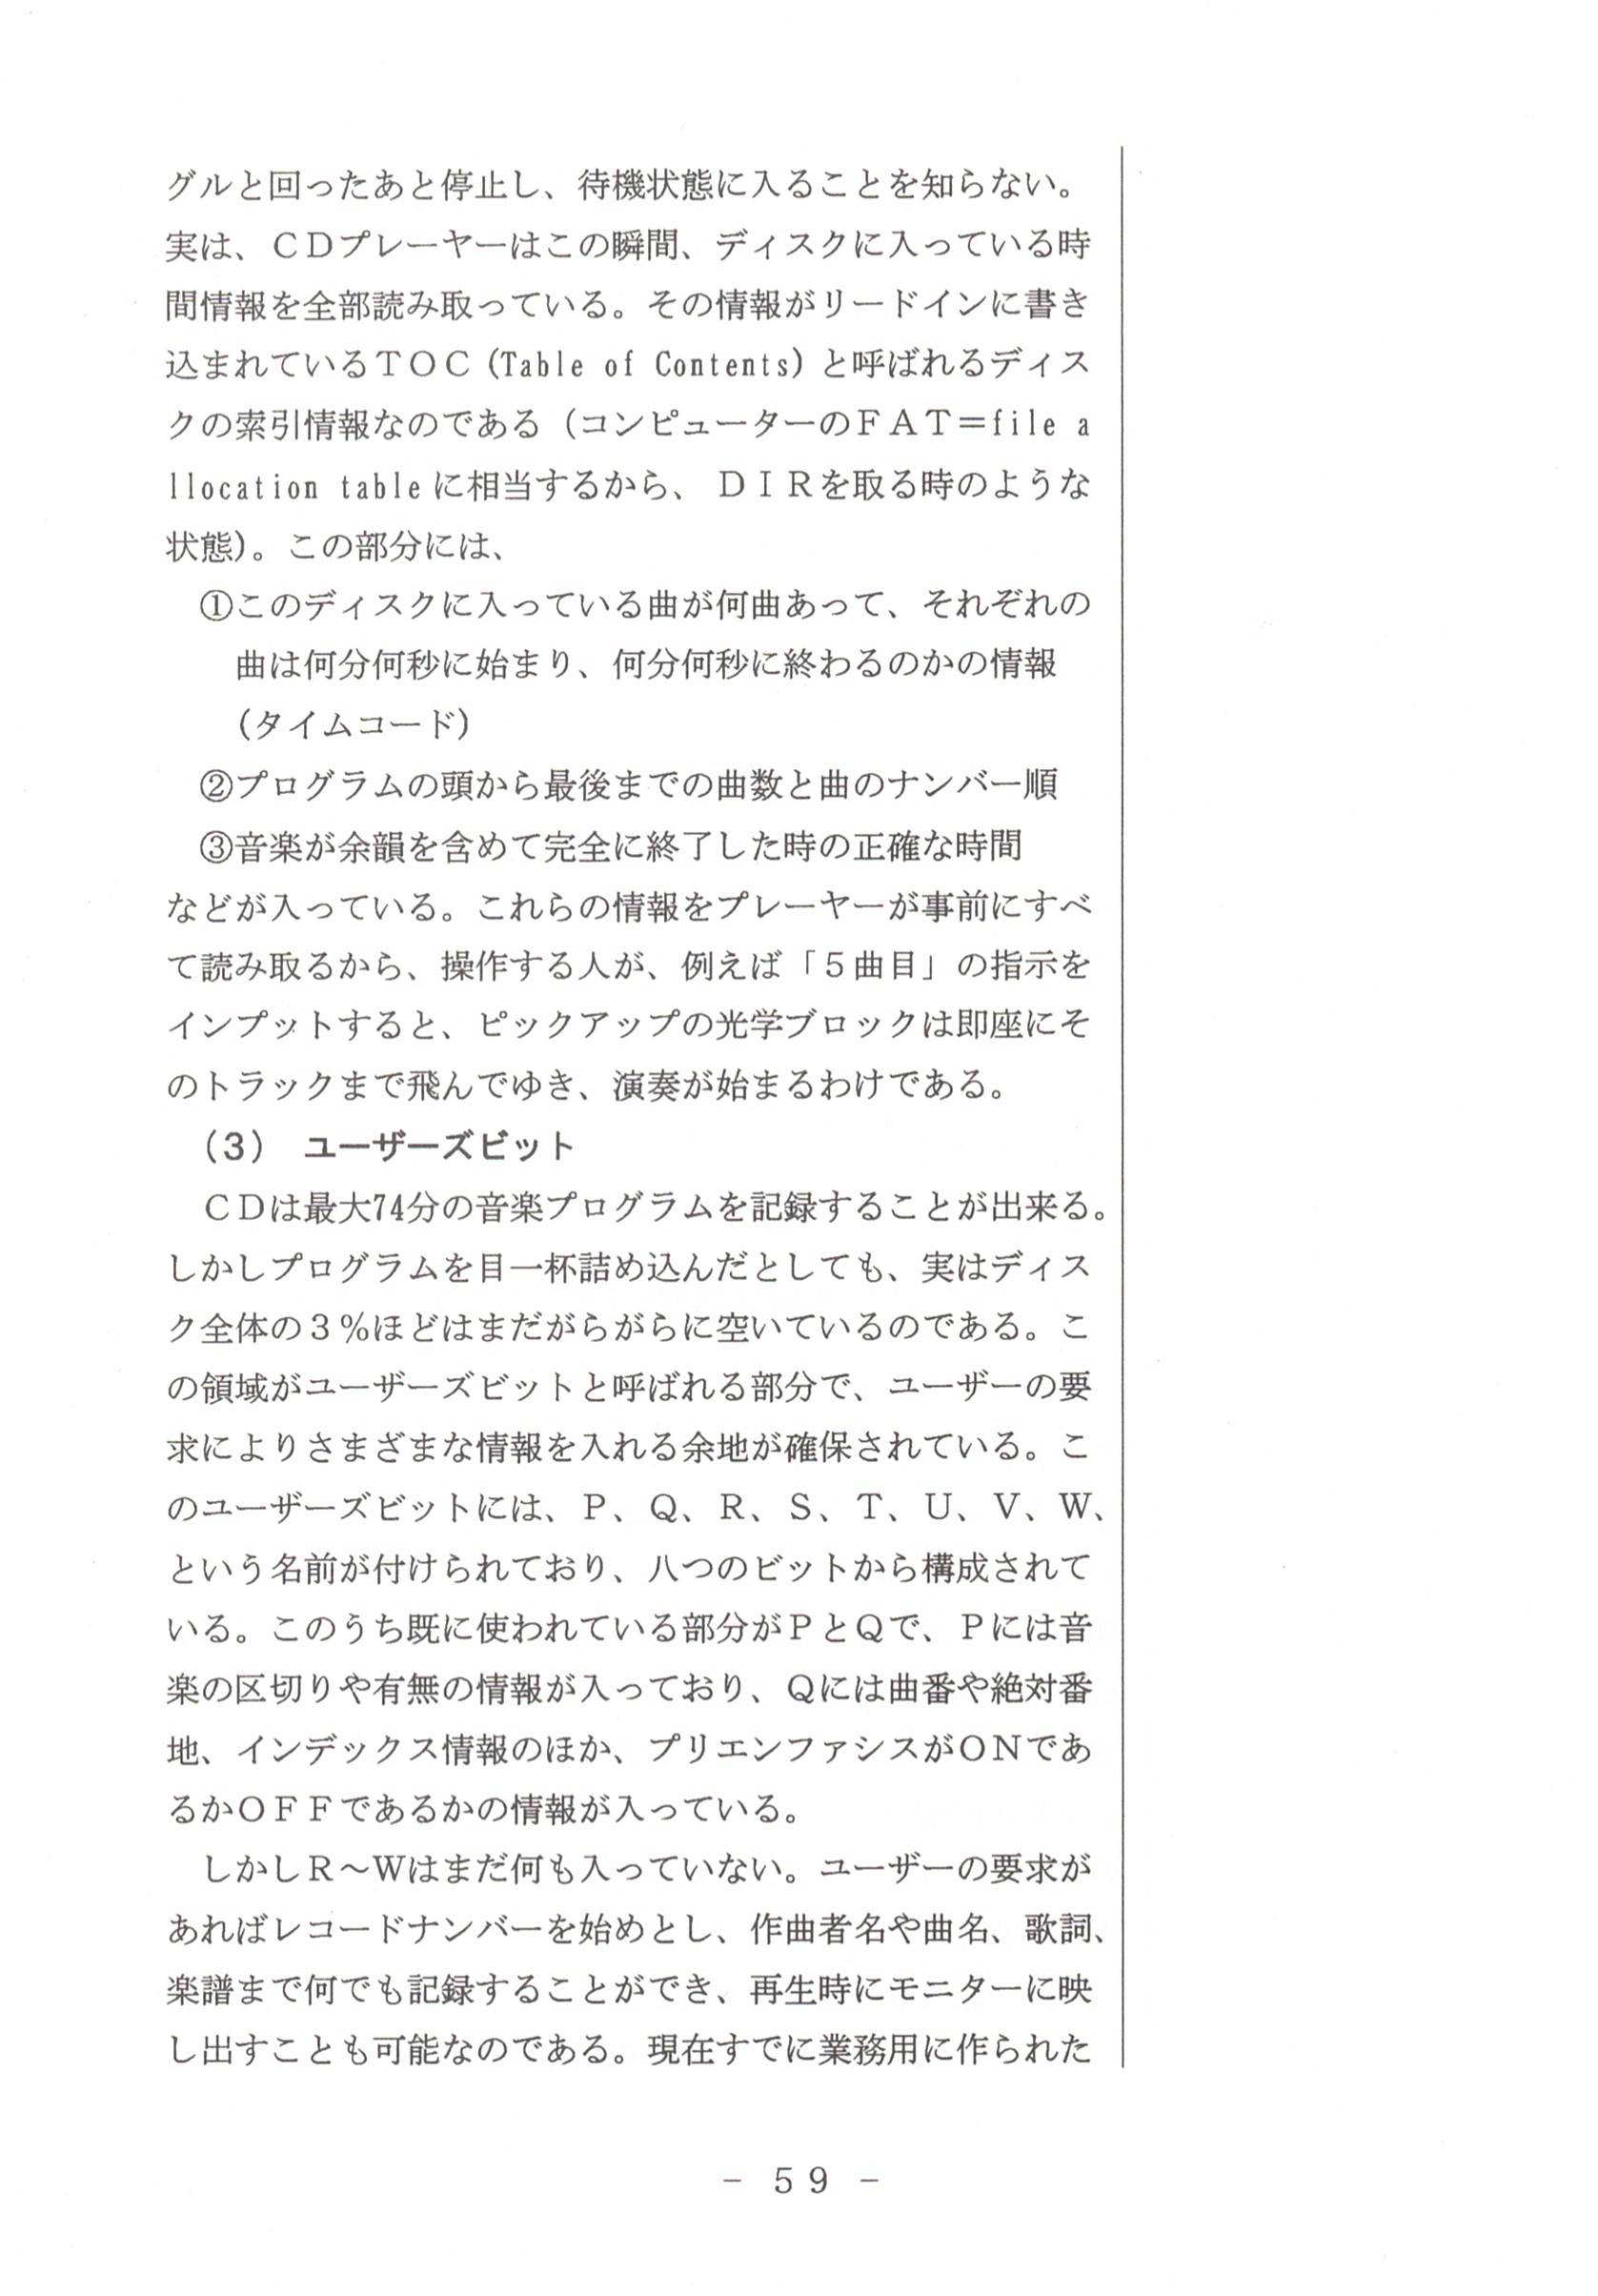 グルと回ったあと停止し、待機状態に入ることを知らない。
実は、ＣＤプレーヤーはこの瞬間、ディスクに入っている時
間情報を全部読み取っている。その情報がリードインに書き
込まれているＴＯＣ (Table of Contents) と呼ばれるディス
クの索引情報なのである（コンピューターのＦＡＴ＝file a
llocation table に相当するから、 ＤＩＲを取る時のような
状態）。この部分には、
①このディスクに入っている曲が何曲あって、それぞれの
曲は何分何秒に始まり、何分何秒に終わるのかの情報
（タイムコード）
②プログラムの頭から最後までの曲数と曲のナンバー順
③音楽が余韻を含めて完全に終了した時の正確な時間
などが入っている。これらの情報をプレーヤーが事前にすべ
て読み取るから、操作する人が、例えば「５曲目」の指示を
インプットすると、ピックアップの光学ブロックは即座にそ
のトラックまで飛んでゆき、演奏が始まるわけである。
（３） ユーザーズビット
ＣＤは最大74分の音楽プログラムを記録することが出来る。
しかしプログラムを目一杯詰め込んだとしても、実はディス
ク全体の３％ほどはまだがらがらに空いているのである。こ
の領域がユーザーズビットと呼ばれる部分で、ユーザーの要
求によりさまざまな情報を入れる余地が確保されている。こ
のユーザーズビットには、Ｐ、Ｑ、Ｒ、Ｓ、Ｔ、Ｕ、Ｖ、Ｗ、
という名前が付けられており、八つのビットから構成されて
いる。このうち既に使われている部分がＰとＱで、Ｐには音
楽の区切りや有無の情報が入っており、Ｑには曲番や絶対番
地、インデックス情報のほか、プリエンファシスがＯＮであ
るかＯＦＦであるかの情報が入っている。
しかしＲ～Ｗはまだ何も入っていない。ユーザーの要求が
あればレコードナンバーを始めとし、作曲者名や曲名、歌詞、
楽譜まで何でも記録することができ、再生時にモニターに映
し出すことも可能なのである。現在すでに業務用に作られた
－ 59 －